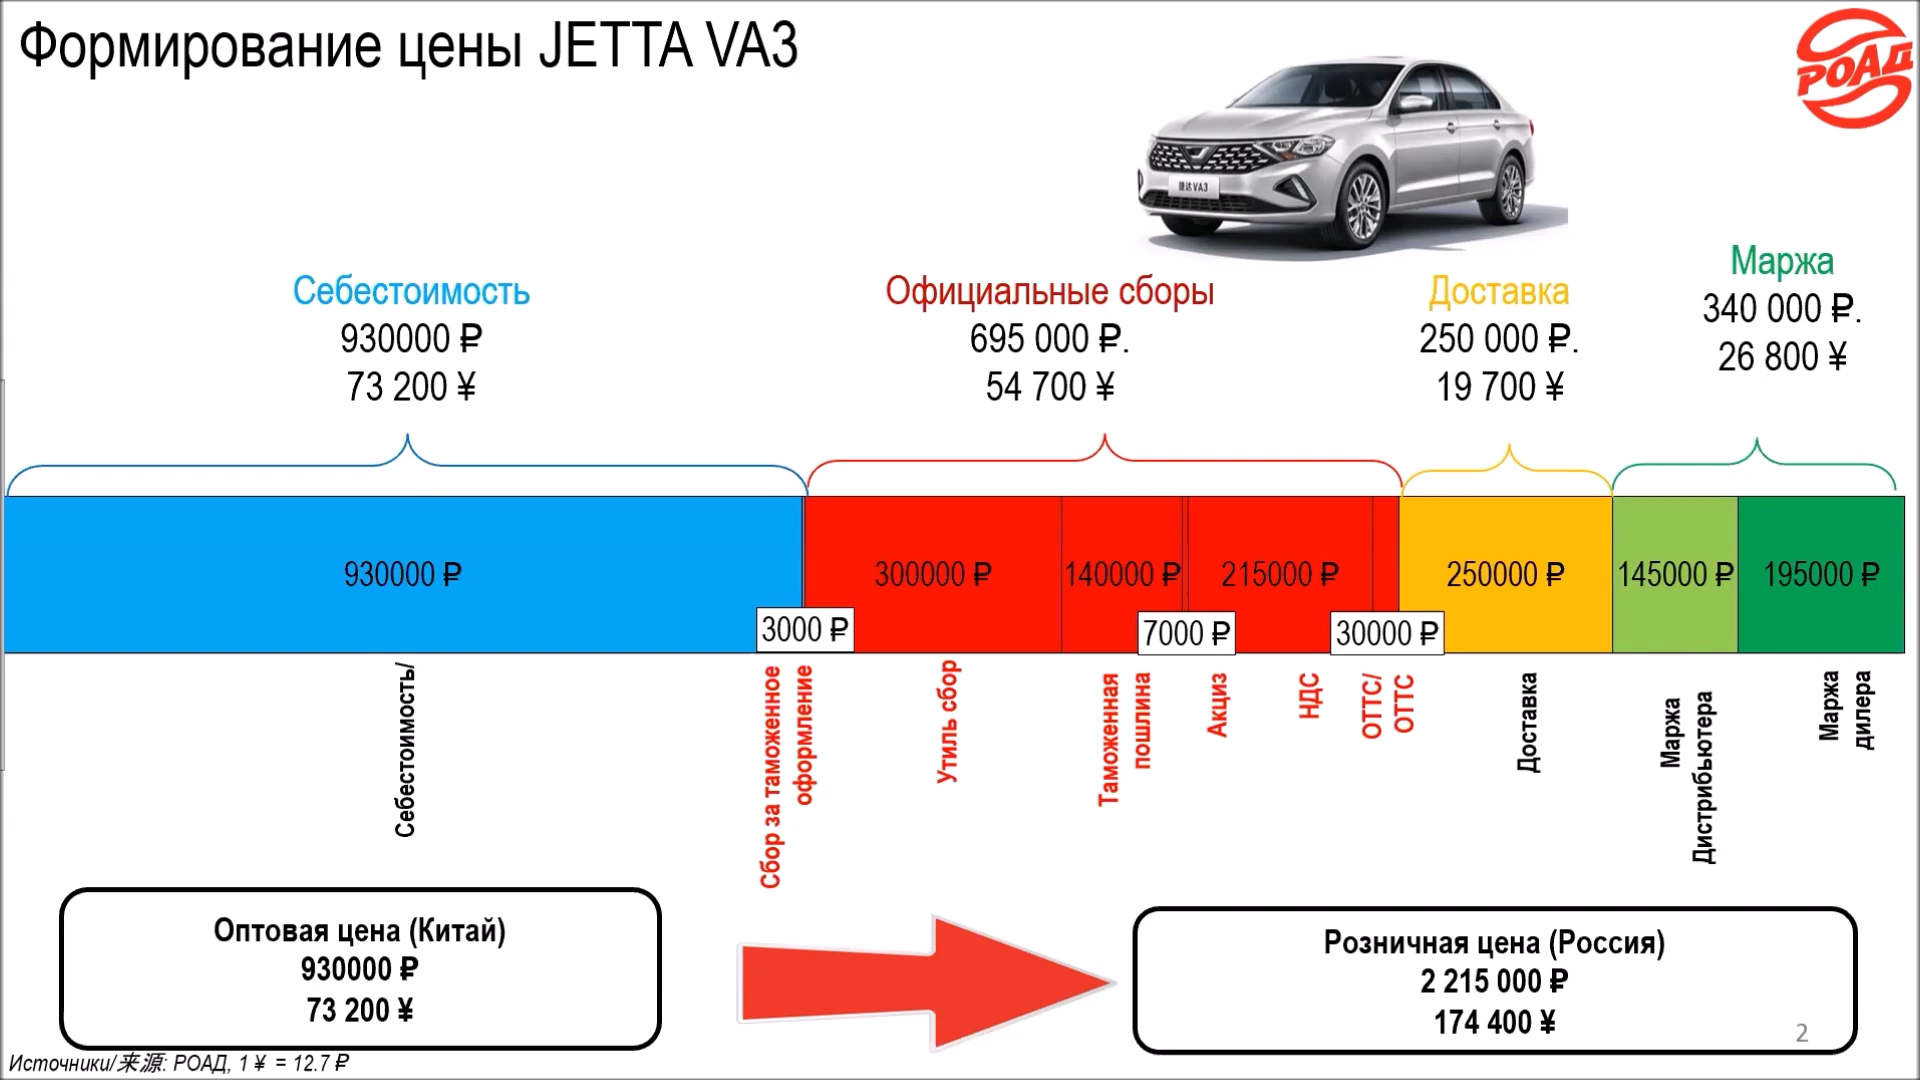 Формирование цены JETTA VA3
РОАД
捷达 VA3
Себестоимость
930000 ₽
73 200 ¥
Официальные сборы
695 000 ₽.
54 700 ¥
Доставка
250 000 ₽.
19 700 ¥
Маржа
340 000 ₽.
26 800 ¥
930000 ₽
300000 ₽
140000 ₽
215000 ₽
250000 ₽
145000 ₽
195000 ₽
3000 ₽
7000 ₽
30000 ₽
Себестоимость/
Сбор за таможенное
оформление
Утиль сбор
Таможенная
пошлина
Акциз
НДС
ОТТС/
ОТТС
Доставка
Маржа
Дистрибьютера
Маржа
дилера
Оптовая цена (Китай)
930000 ₽
73 200 ¥
Розничная цена (Россия)
2 215 000 ₽
174 400 ¥
2
Источники/来源: РОАД, 1 ¥ = 12.7 ₽